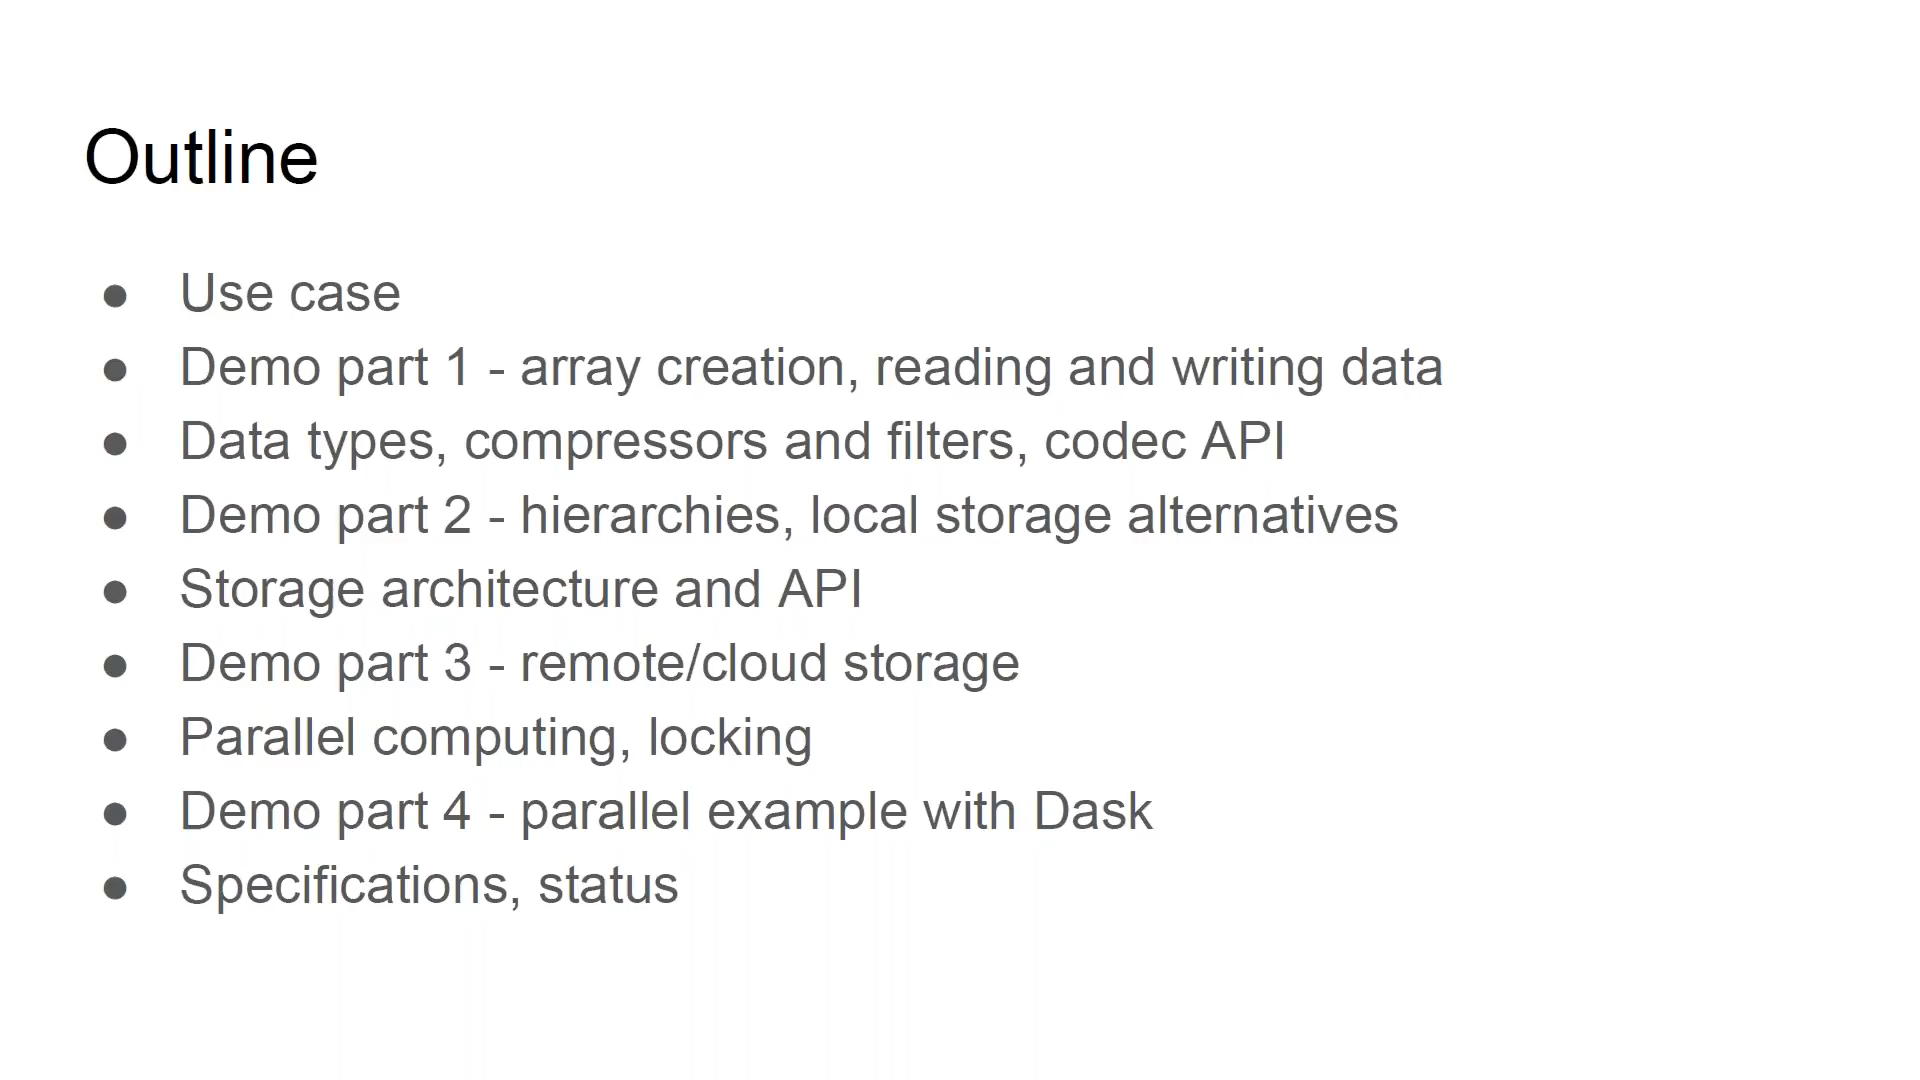 Outline
● Use case
● Demo part 1 - array creation, reading and writing data
● Data types, compressors and filters, codec API
● Demo part 2 - hierarchies, local storage alternatives
● Storage architecture and API
● Demo part 3 - remote/cloud storage
● Parallel computing, locking
● Demo part 4 - parallel example with Dask
● Specifications, status